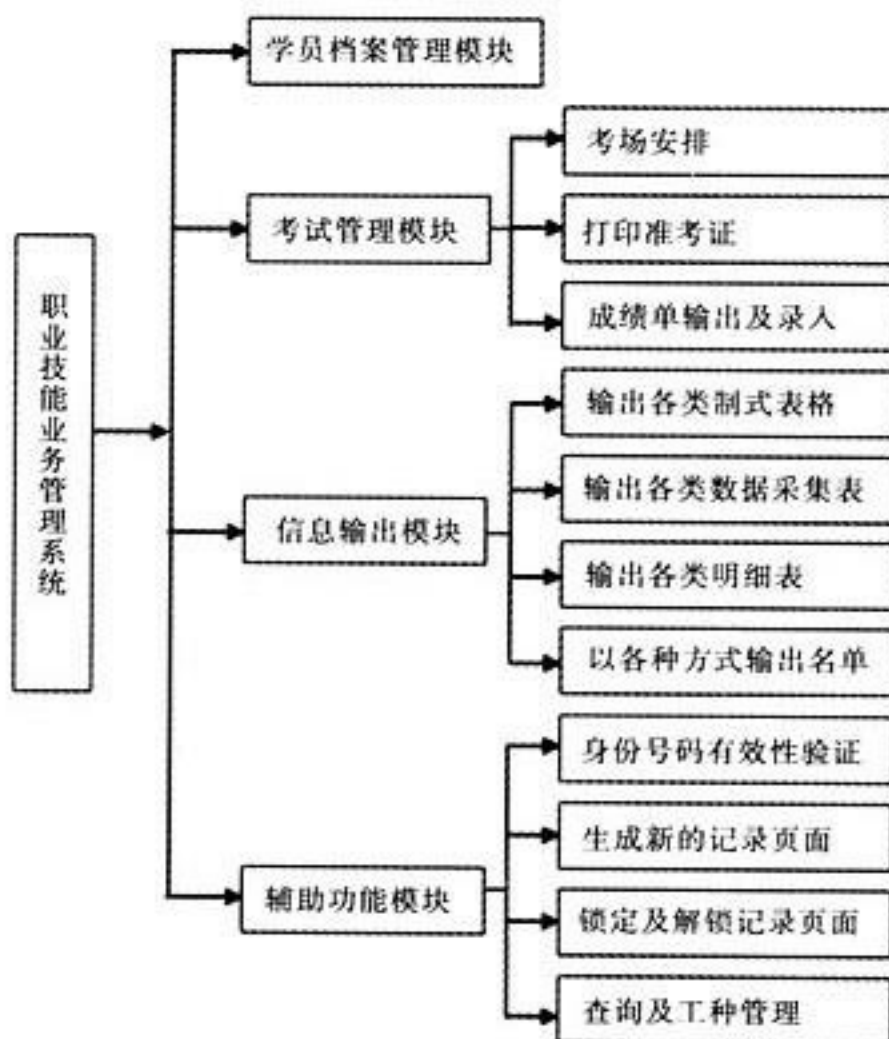 职业技能业务管理系统
学员档案管理模块
考试管理模块
考场安排
打印准考证
成绩单输出及录入
信息输出模块
输出各类制式表格
输出各类数据采集表
输出各类明细表
以各种方式输出名单
辅助功能模块
身份号码有效性验证
生成新的记录页面
锁定及解锁记录页面
查询及工种管理